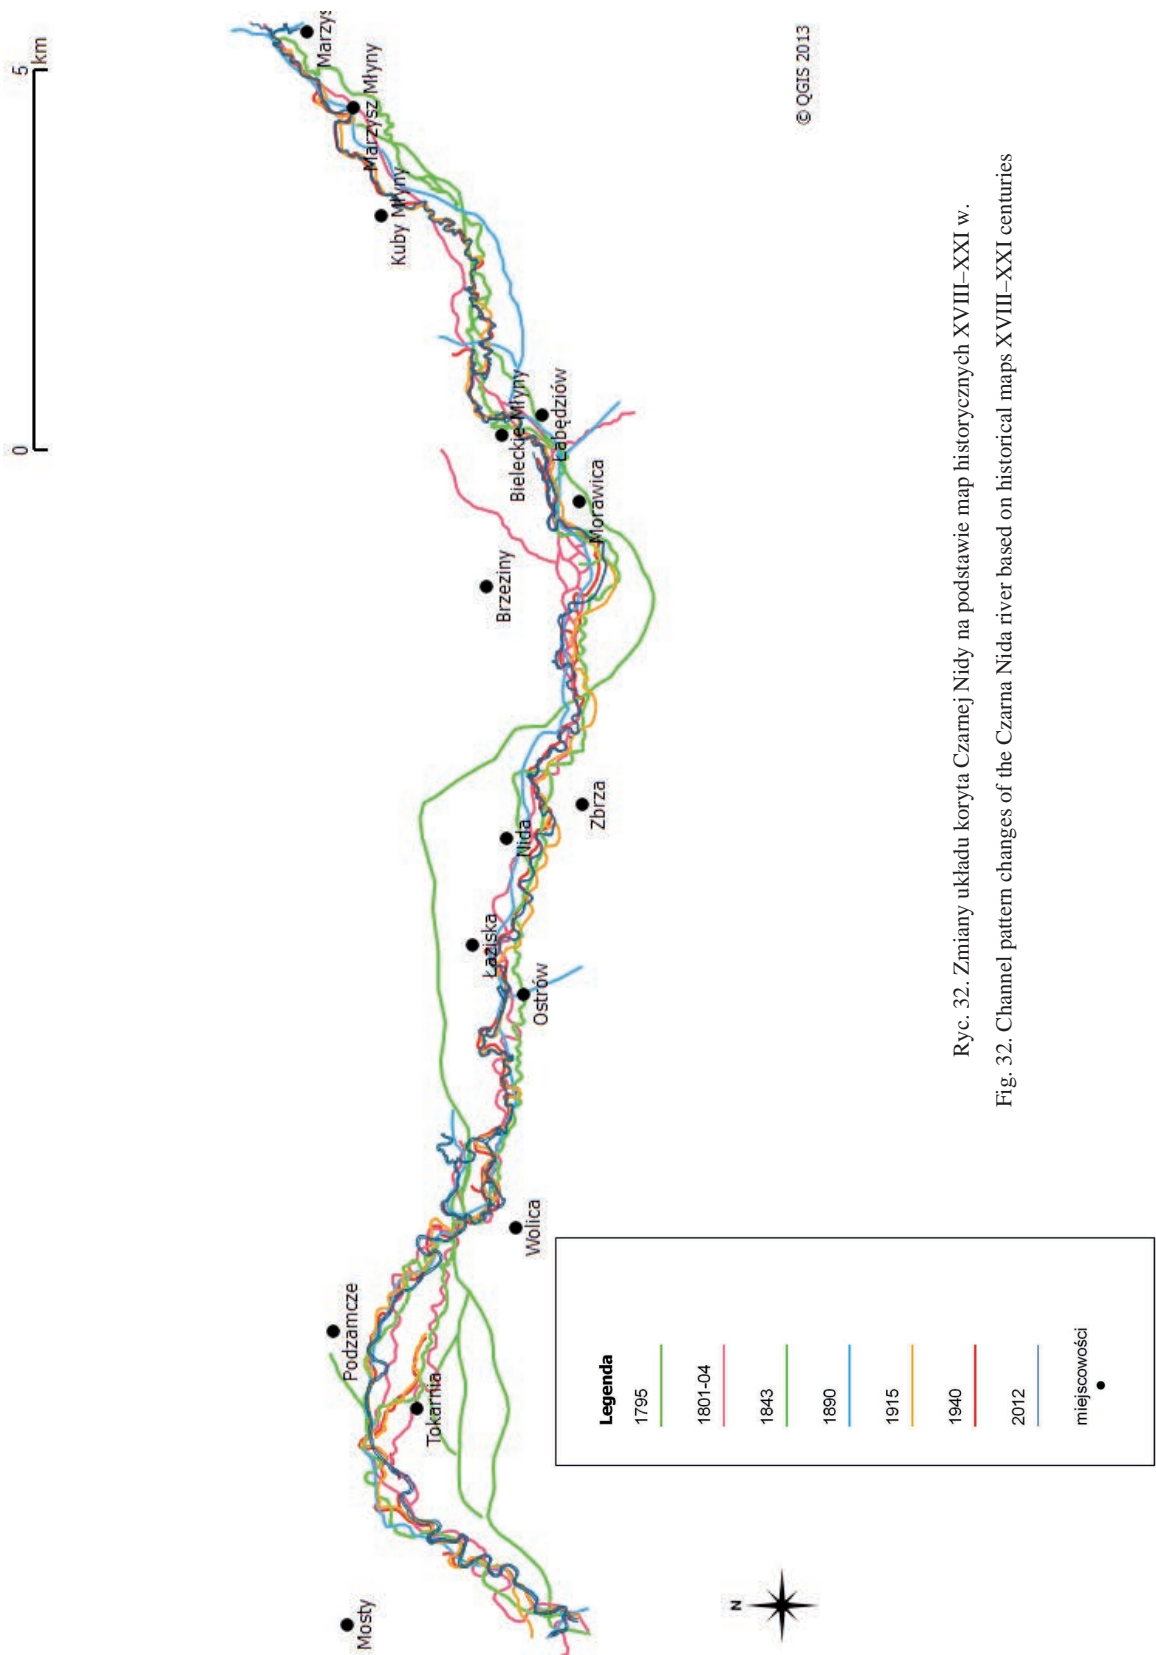 0
5
km
Marzys
Marzysz Młyny
Kuby Młyny
Bieleckie Młyny
Łabędziów
Morawica
Brzeziny
Zbrza
Nida
Łaziska
Ostrów
Wolica
Podzamcze
Tokarnia
Mosty
© QGIS 2013
N
Legenda
1795
1801-04
1843
1890
1915
1940
2012
miejscowości
Ryc. 32. Zmiany układu koryta Czarnej Nidy na podstawie map historycznych XVIII–XXI w.
Fig. 32. Channel pattern changes of the Czarna Nida river based on historical maps XVIII–XXI centuries